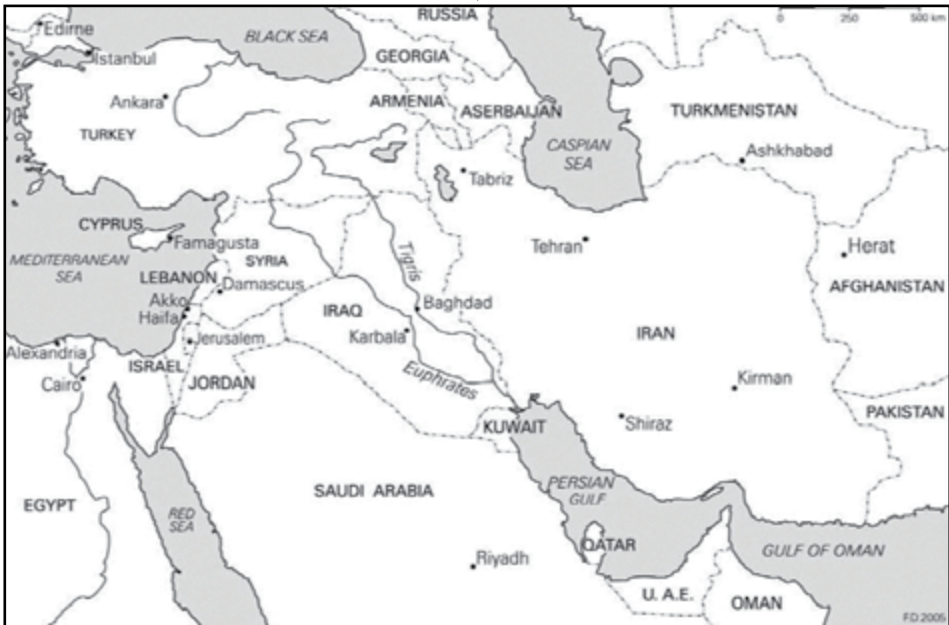 RUSSIA
0 250 500 km
Edirne
BLACK SEA
Istanbul
GEORGIA
Ankara
ARMENIA
ASERBAIJAN
TURKMENISTAN
TURKEY
CASPIAN
SEA
Ashkhabad
Tabriz
CYPRUS
Famagusta
Tehran
Herat
MEDITERRANEAN
SEA
SYRIA
Tigris
LEBANON
Damascus
AFGHANISTAN
Akko
Haifa
IRAQ
Baghdad
Karbala
IRAN
Jerusalem
Alexandria
ISRAEL
JORDAN
Euphrates
Kirman
Cairo
PAKISTAN
KUWAIT
Shiraz
EGYPT
RED
SEA
SAUDI ARABIA
PERSIAN
GULF
QATAR
GULF OF OMAN
Riyadh
U. A.E.
OMAN
F.D.2005